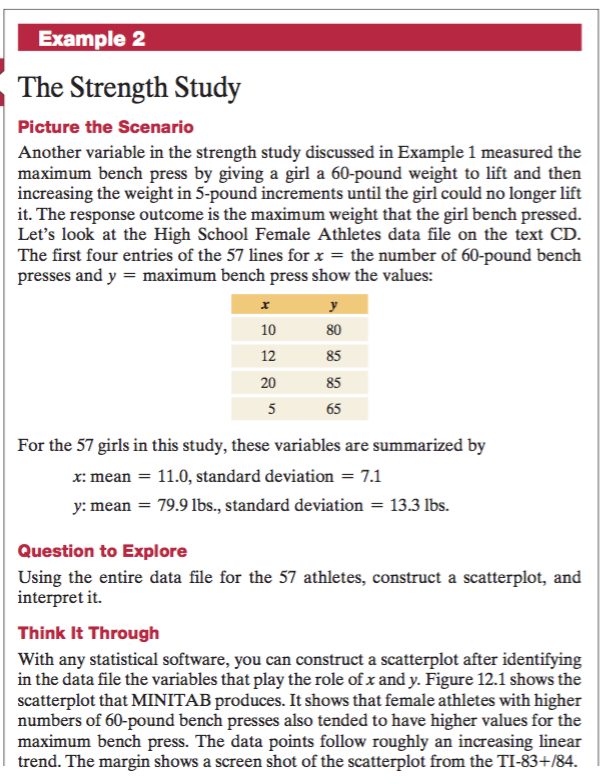 Example 2
The Strength Study
Picture the Scenario
Another variable in the strength study discussed in Example 1 measured the
maximum bench press by giving a girl a 60-pound weight to lift and then
increasing the weight in 5-pound increments until the girl could no longer lift
it. The response outcome is the maximum weight that the girl bench pressed.
Let's look at the High School Female Athletes data file on the text CD.
The first four entries of the 57 lines for x = the number of 60-pound bench
presses and y = maximum bench press show the values:
x y
10 80
12 85
20 85
5 65
For the 57 girls in this study, these variables are summarized by
x: mean = 11.0, standard deviation = 7.1
y: mean = 79.9 lbs., standard deviation = 13.3 lbs.
Question to Explore
Using the entire data file for the 57 athletes, construct a scatterplot, and
interpret it.
Think It Through
With any statistical software, you can construct a scatterplot after identifying
in the data file the variables that play the role of x and y. Figure 12.1 shows the
scatterplot that MINITAB produces. It shows that female athletes with higher
numbers of 60-pound bench presses also tended to have higher values for the
maximum bench press. The data points follow roughly an increasing linear
trend. The margin shows a screen shot of the scatterplot from the TI-83+/84.